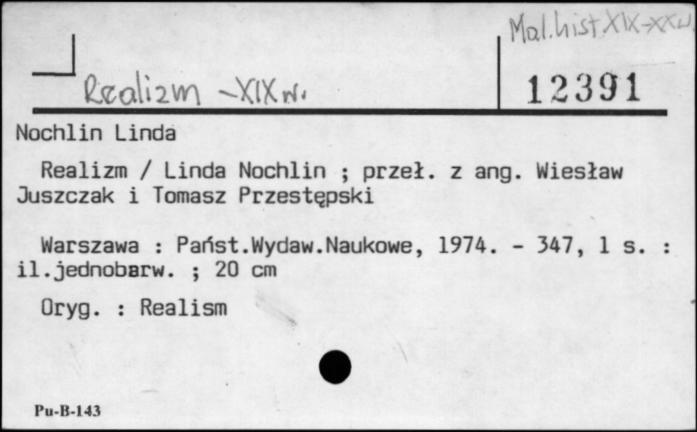 Mal.hist.XIX-XXw.
Realizm -XIX w.
12391
Nochlin Linda
Realizm / Linda Nochlin ; przeł. z ang. Wiesław
Juszczak i Tomasz Przestępski
Warszawa : Państ.Wydaw.Naukowe, 1974. - 347, 1 s. :
il.jednobarw. ; 20 cm
Oryg. : Realism
Pu-B-143